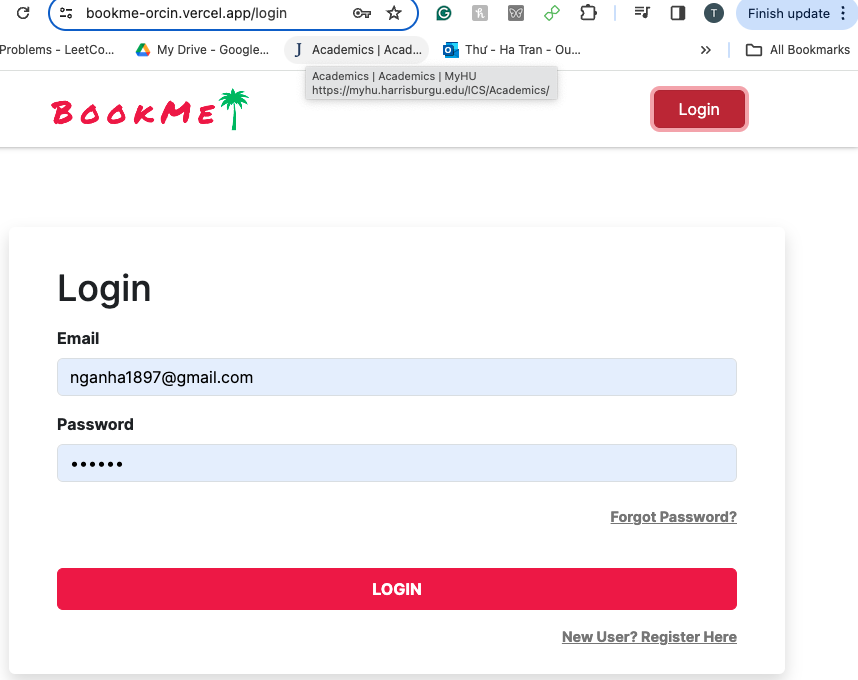 bookme-orcin.vercel.app/login
T
Finish update
Problems - LeetCo...
My Drive - Google...
J Academics | Acad...
Thư - Ha Tran - Ou...
»
All Bookmarks
Academics | Academics | MyHU
https://myhu.harrisburgu.edu/ICS/Academics/
BookMe
Login
Login
Email
nganha1897@gmail.com
Password
••••••
Forgot Password?
LOGIN
New User? Register Here